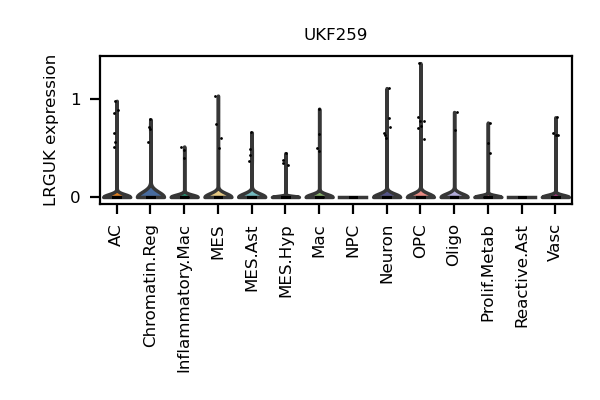 UKF259
LRGUK expression
1
0
AC
Chromatin.Reg
Inflammatory.Mac
MES
MES.Ast
MES.Hyp
Mac
NPC
Neuron
OPC
Oligo
Prolif.Metab
Reactive.Ast
Vasc